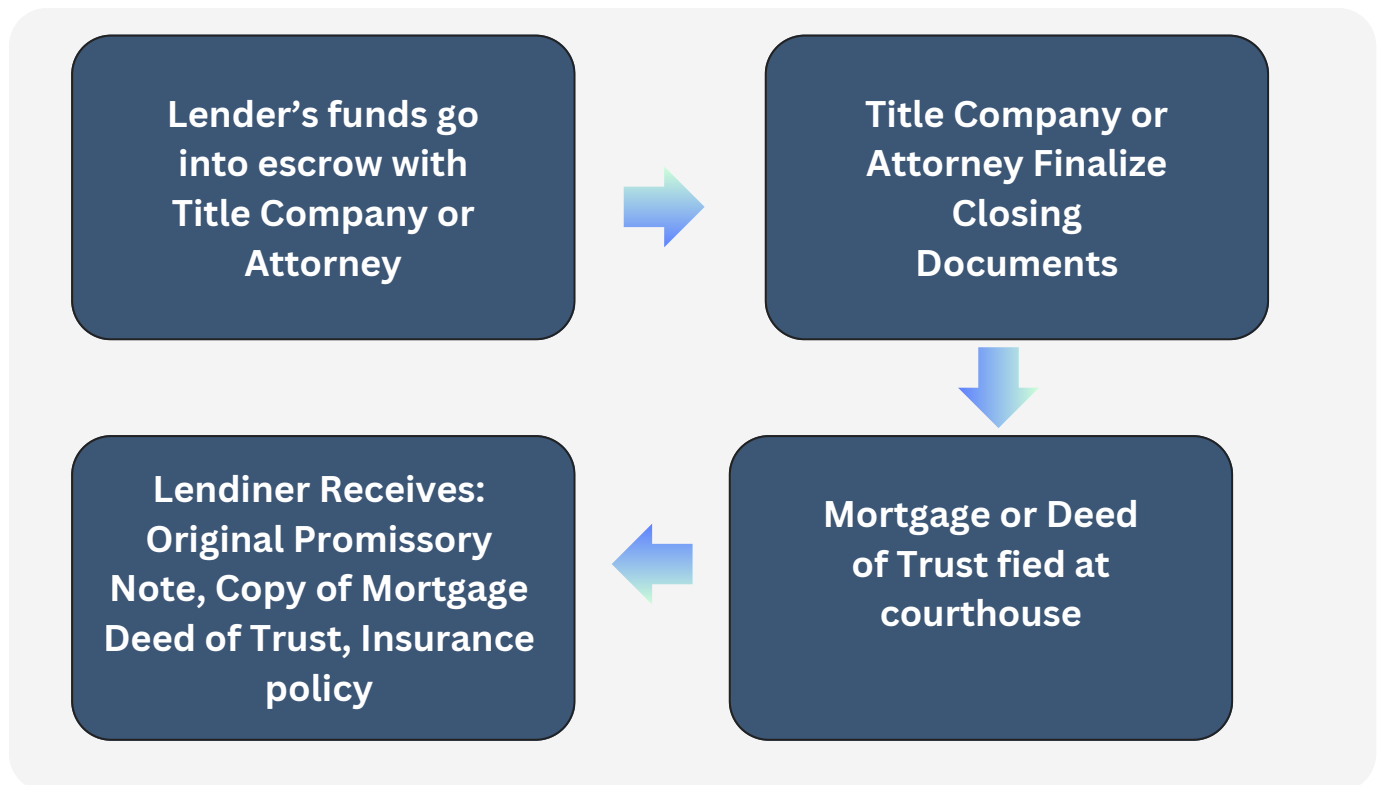 Lender’s funds go
into escrow with
Title Company or
Attorney
Title Company or
Attorney Finalize
Closing
Documents
Mortgage or Deed
of Trust fied at
courthouse
Lendiner Receives:
Original Promissory
Note, Copy of Mortgage
Deed of Trust, Insurance
policy